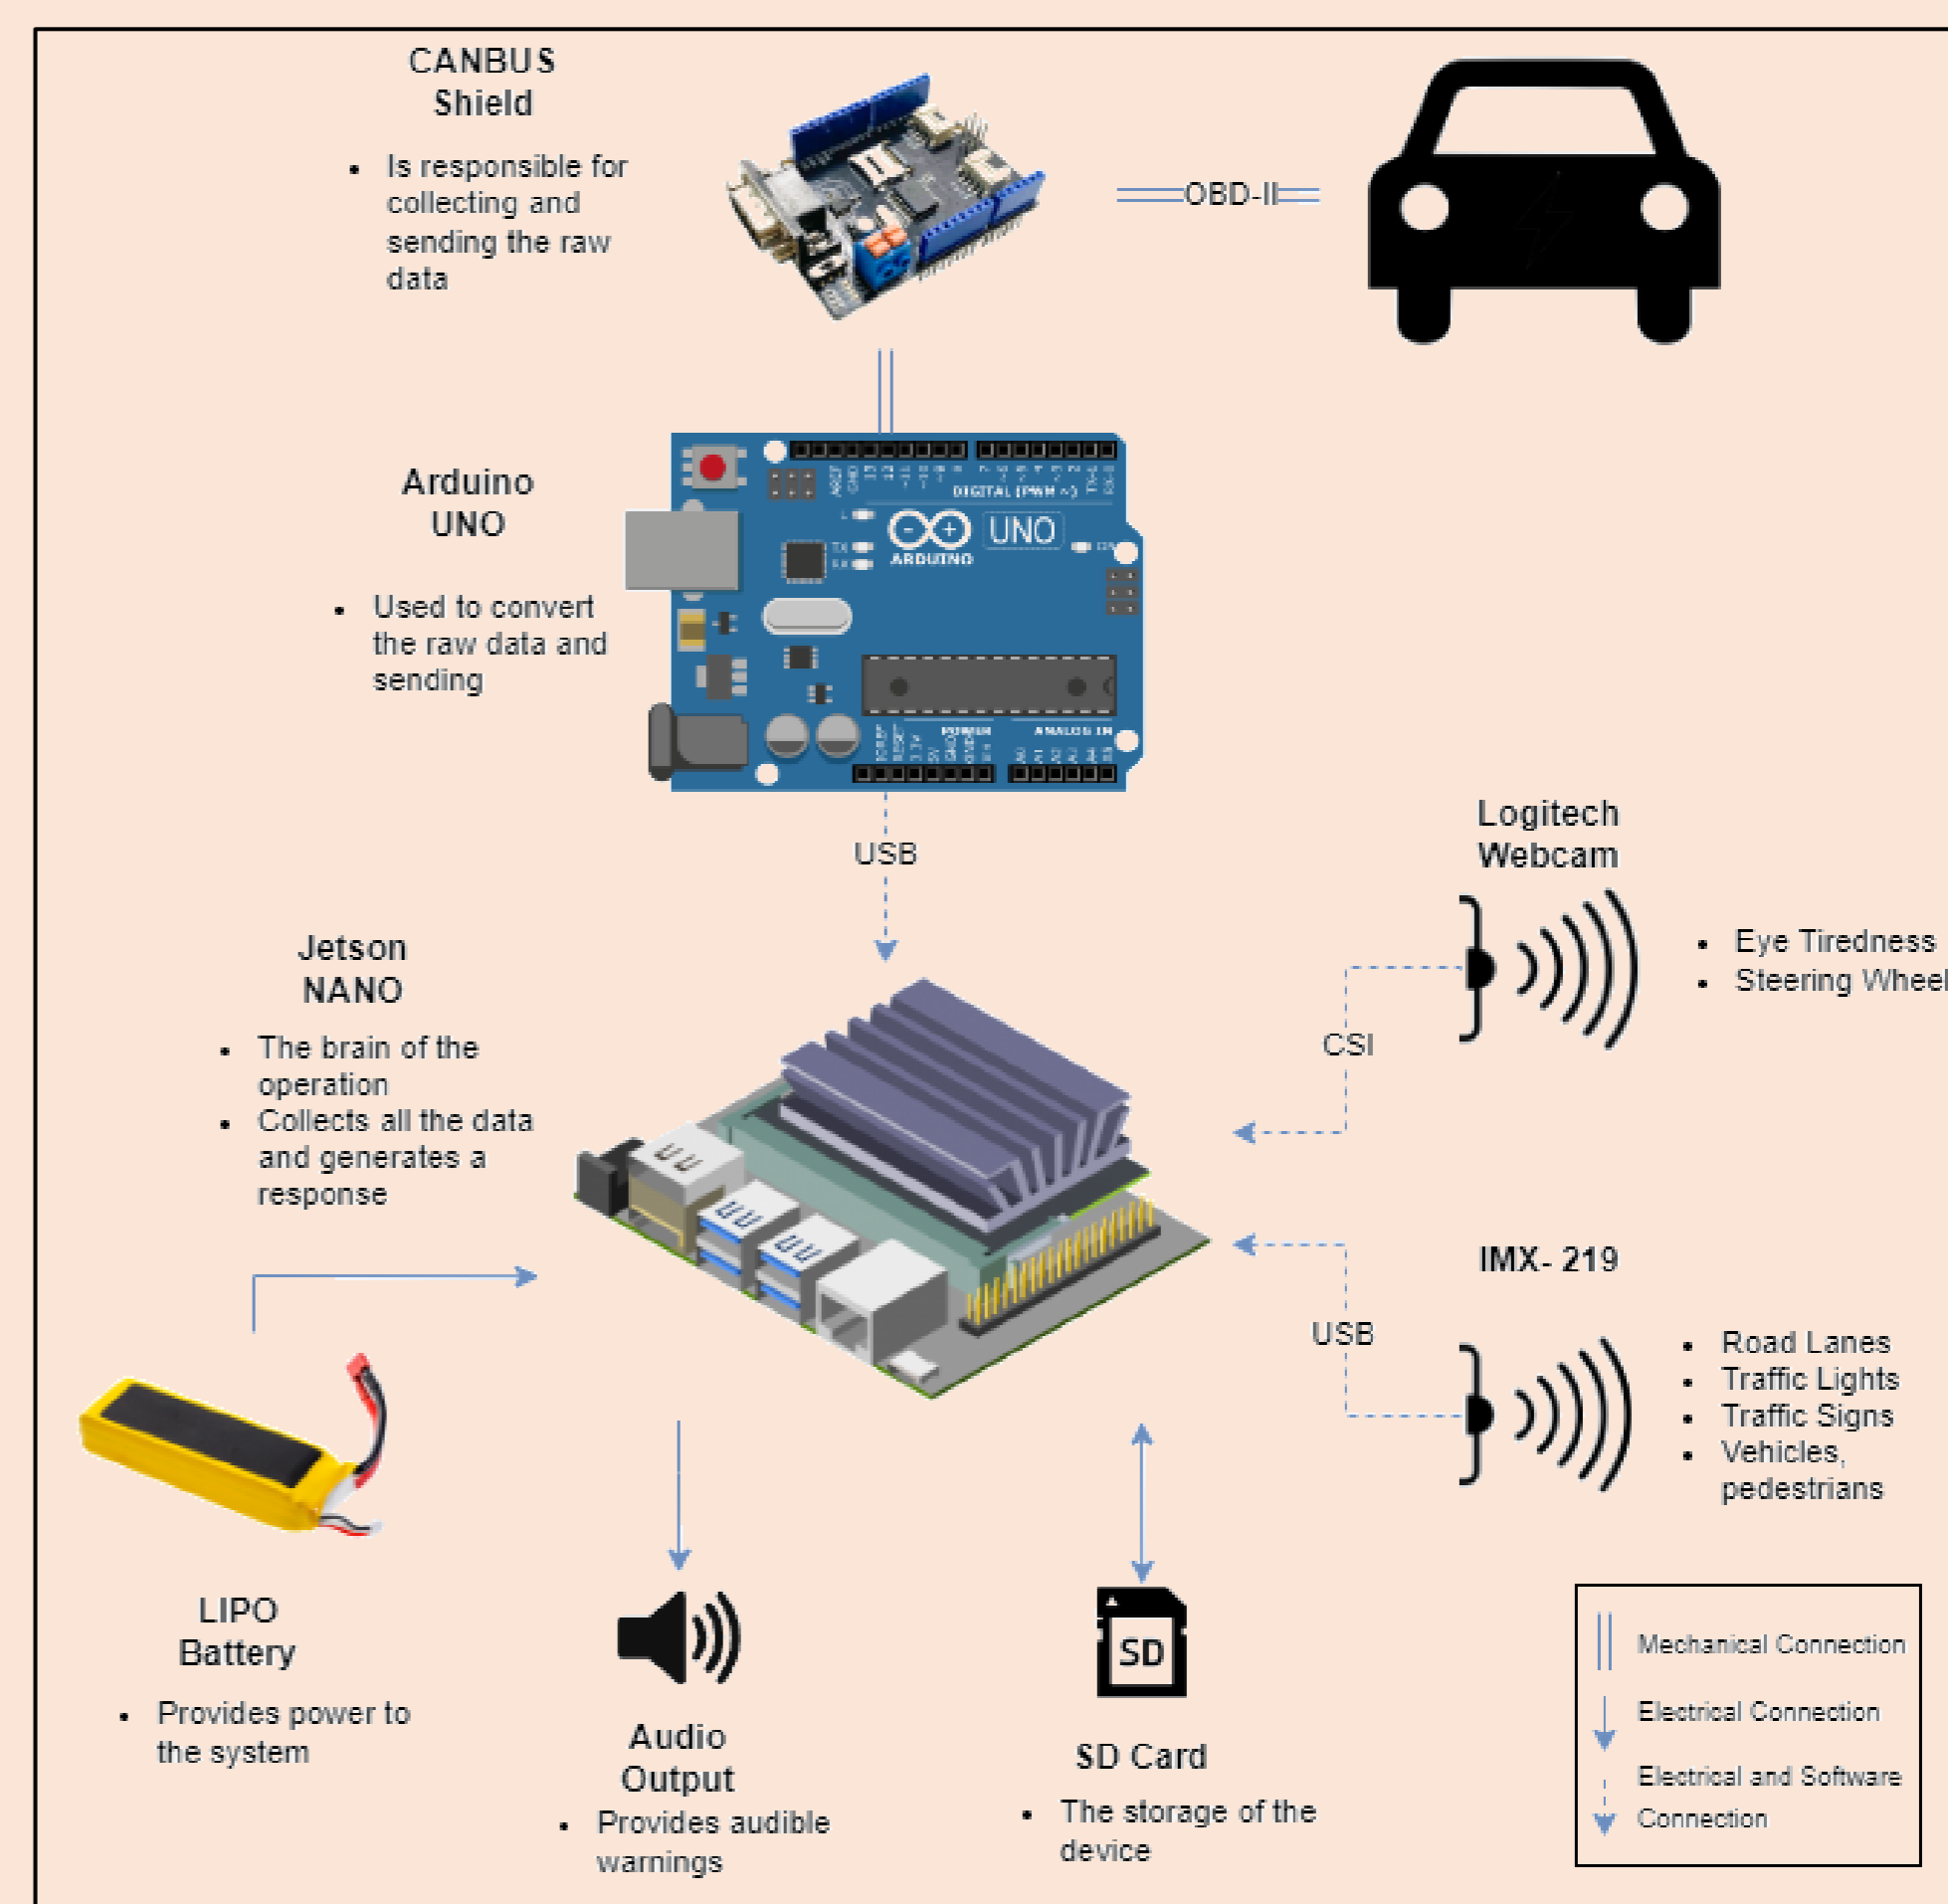 CANBUS
Shield
• Is responsible for
collecting and
sending the raw
data
OBD-II
Arduino
UNO
• Used to convert
the raw data and
sending
DIGITAL (PWM ~)
UNO
ARDUINO
POWER
ANALOG IN
USB
Logitech
Webcam
• Eye Tiredness
• Steering Wheel
CSI
Jetson
NANO
• The brain of the
operation
• Collects all the data
and generates a
response
IMX- 219
USB
• Road Lanes
• Traffic Lights
• Traffic Signs
• Vehicles,
pedestrians
LIPO
Battery
• Provides power to
the system
Audio
Output
• Provides audible
warnings
SD
SD Card
• The storage of the
device
Mechanical Connection
Electrical Connection
Electrical and Software
Connection